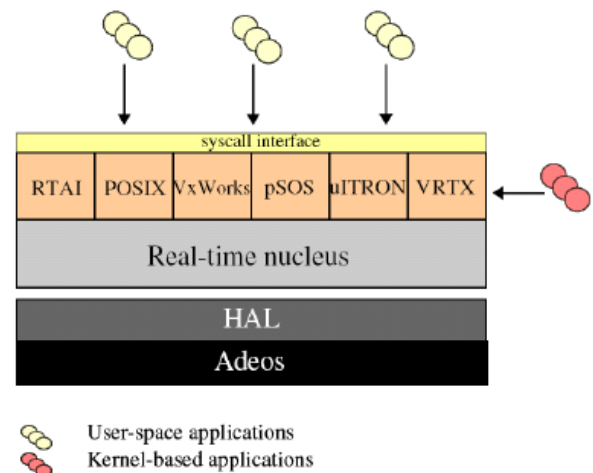 syscall interface
RTAI POSIX VxWorks pSOS uITRON VRTX
Real-time nucleus
HAL
Adeos
User-space applications
Kernel-based applications